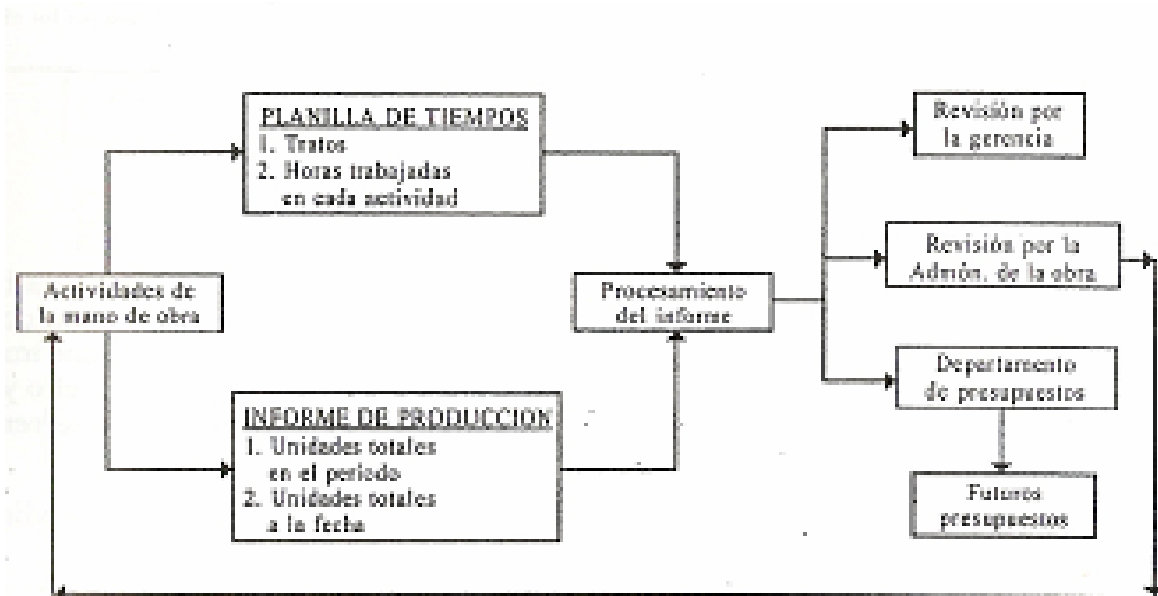 PLANILLA DE TIEMPOS
1. Tratos
2. Horas trabajadas
en cada actividad
Revisión por
la gerencia
Revisión por la
Admón. de la obra
Actividades de
la mano de obra
Procesamiento
del informe
Departamento
de presupuestos
INFORME DE PRODUCCION
1. Unidades totales
en el periodo
2. Unidades totales
a la fecha
Futuros
presupuestos